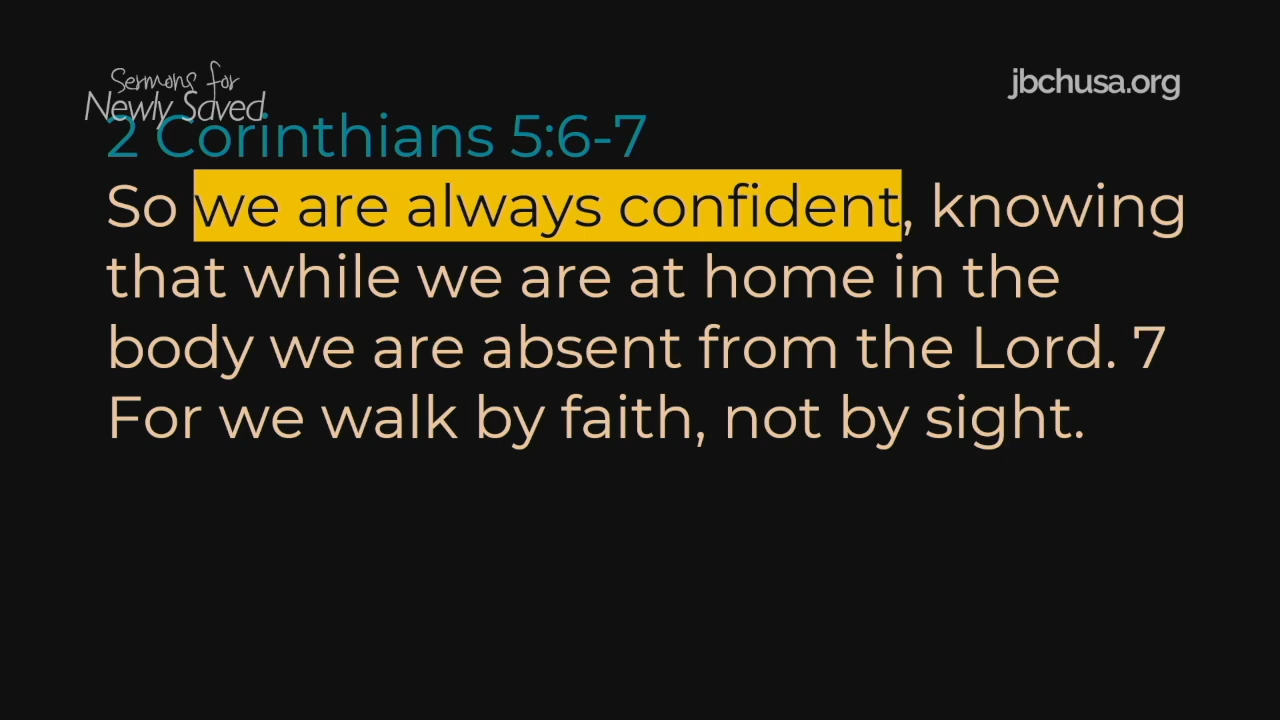 Sermons for
Newly Saved
jbchusa.org
2 Corinthians 5:6-7
So we are always confident, knowing
that while we are at home in the
body we are absent from the Lord. 7
For we walk by faith, not by sight.